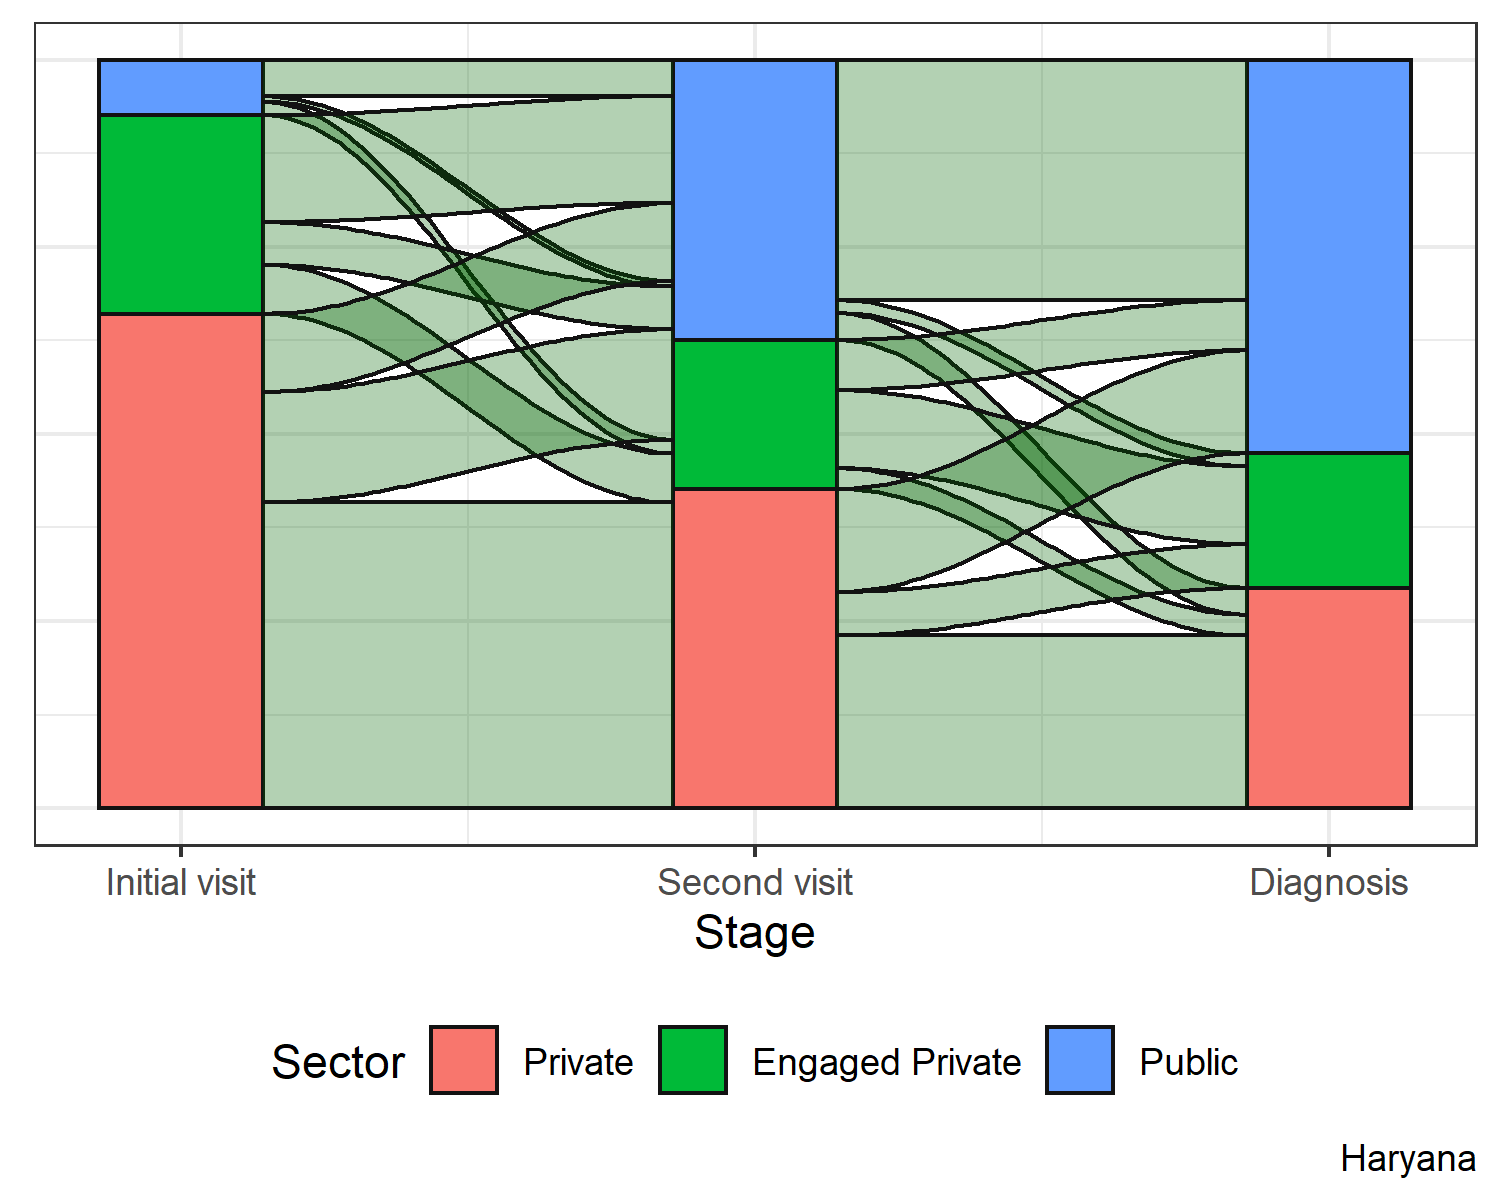 Initial visit Second visit Diagnosis
Stage
Sector Private Engaged Private Public
Haryana